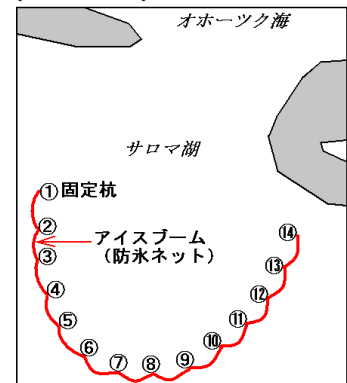 オホーツク海
サロマ湖
①固定杭
②
アイスブーム
(防氷ネット)
③
④
⑤
⑥
⑦
⑧
⑨
⑩
⑪
⑫
⑬
⑭